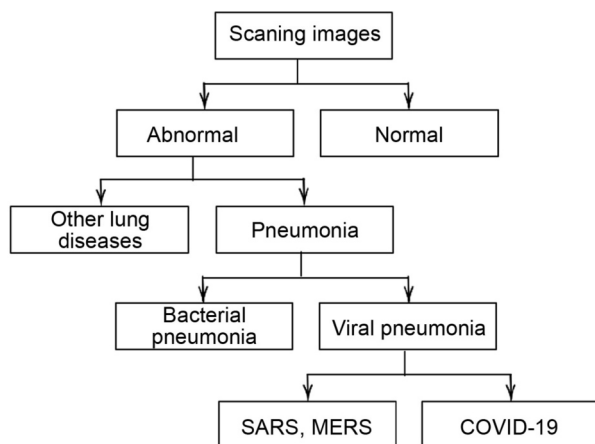 Scaning images
Abnormal
Normal
Other lung
diseases
Pneumonia
Bacterial
pneumonia
Viral pneumonia
SARS, MERS
COVID-19